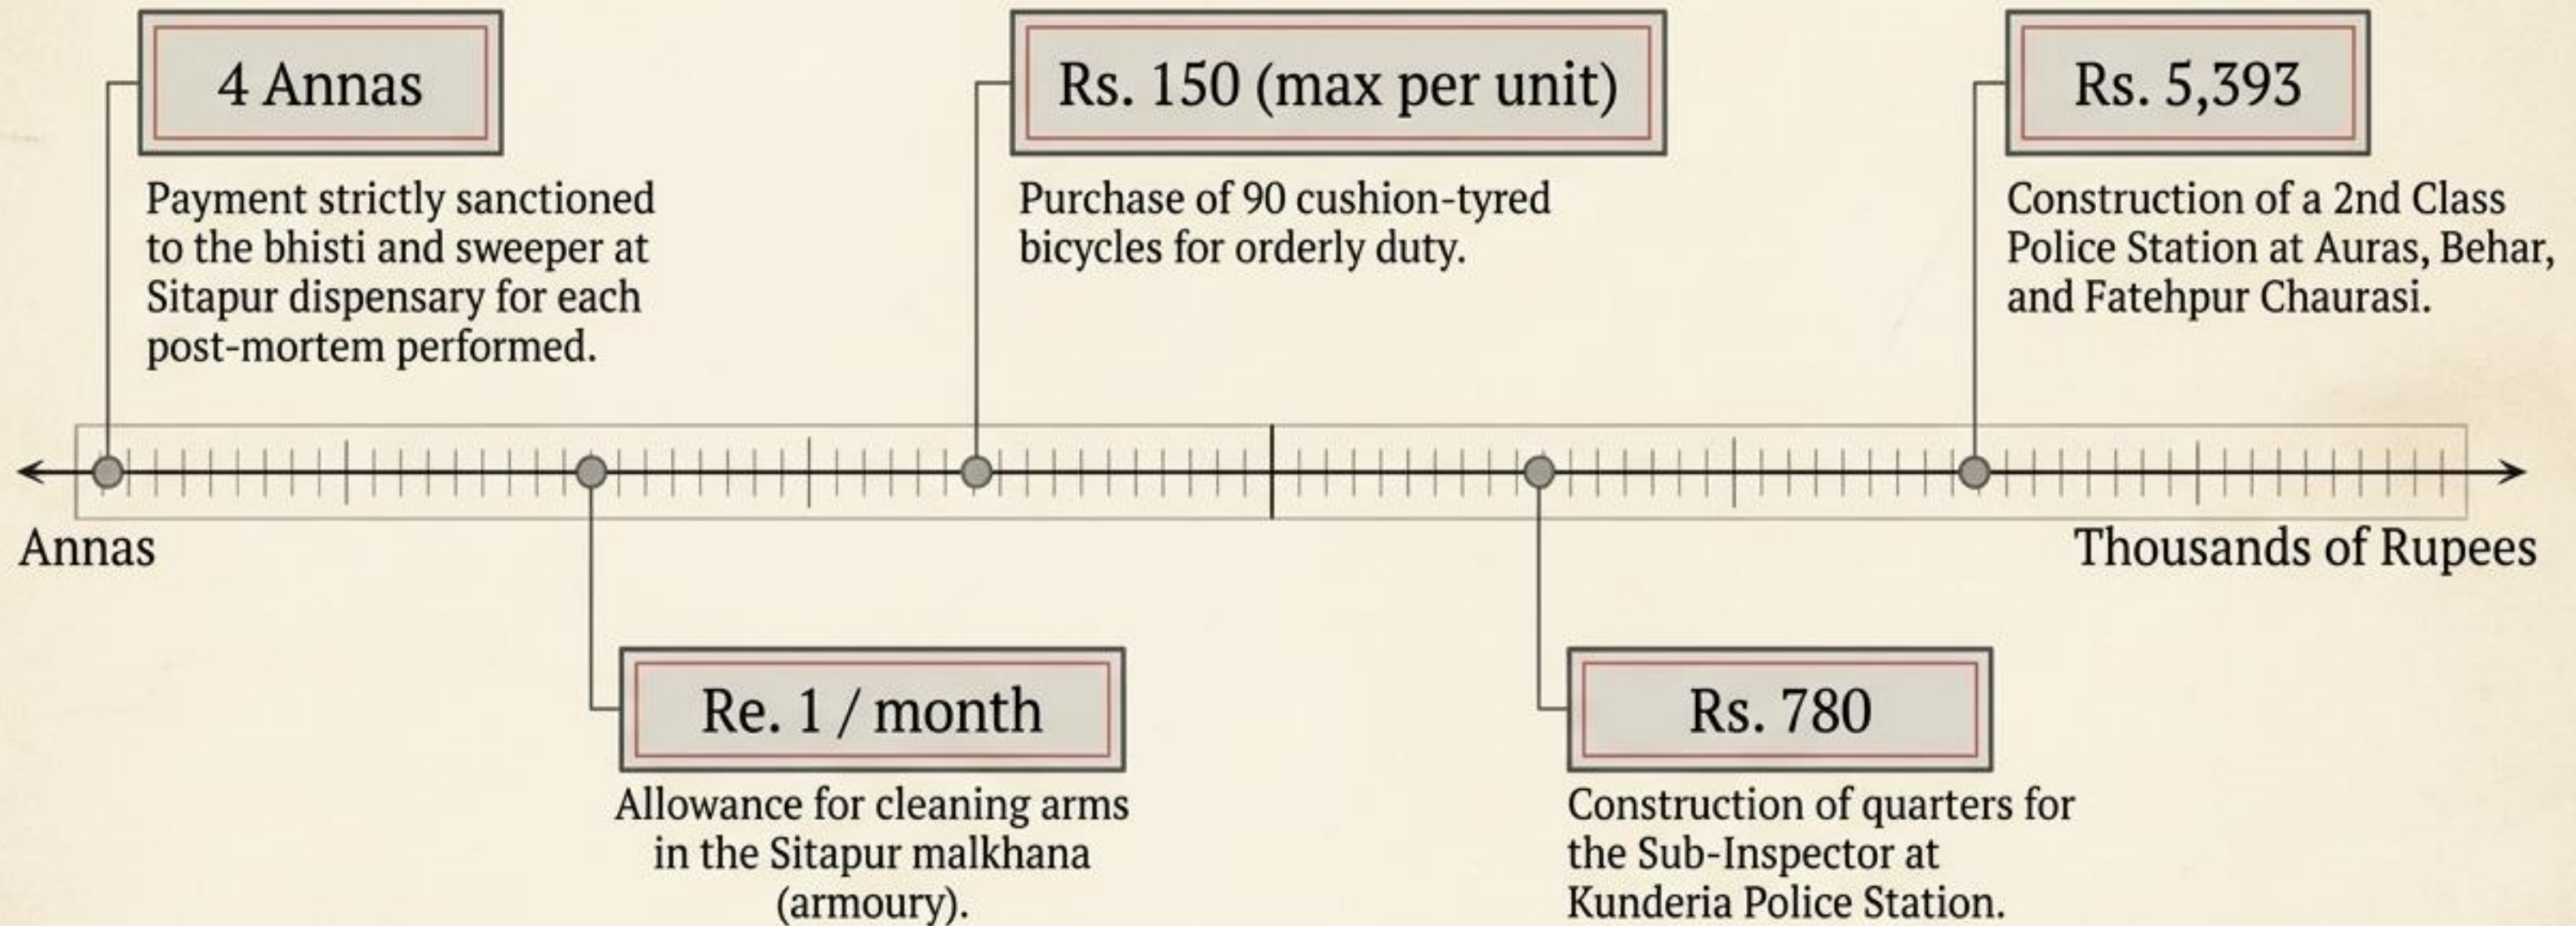 4 Annas
Payment strictly sanctioned
to the bhisti and sweeper at
Sitapur dispensary for each
post-mortem performed.
Rs. 150 (max per unit)
Purchase of 90 cushion-tyred
bicycles for orderly duty.
Rs. 5,393
Construction of a 2nd Class
Police Station at Auras, Behar,
and Fatehpur Chaurasi.
Annas
Thousands of Rupees
Re. 1 / month
Allowance for cleaning arms
in the Sitapur malkhana
(armoury).
Rs. 780
Construction of quarters for
the Sub-Inspector at
Kunderia Police Station.